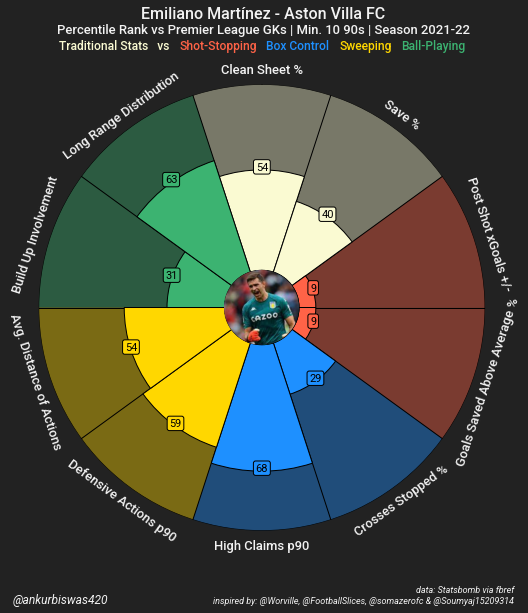 Emiliano Martínez - Aston Villa FC
Percentile Rank vs Premier League GKs | Min. 10 90s | Season 2021-22
Traditional Stats vs Shot-Stopping Box Control Sweeping Ball-Playing
Clean Sheet %
Long Range Distribution
Save %
54
63
40
Build Up Involvement
Post Shot xGoals +/-
31
9
CAZOO
9
Avg. Distance of Actions
Goals Saved Above Average %
54
29
59
68
Defensive Actions p90
Crosses Stopped %
High Claims p90
data: Statsbomb via fbref
@ankurbiswas420
inspired by: @Worville, @FootballSlices, @somazerofc & @Soumyaj15209314